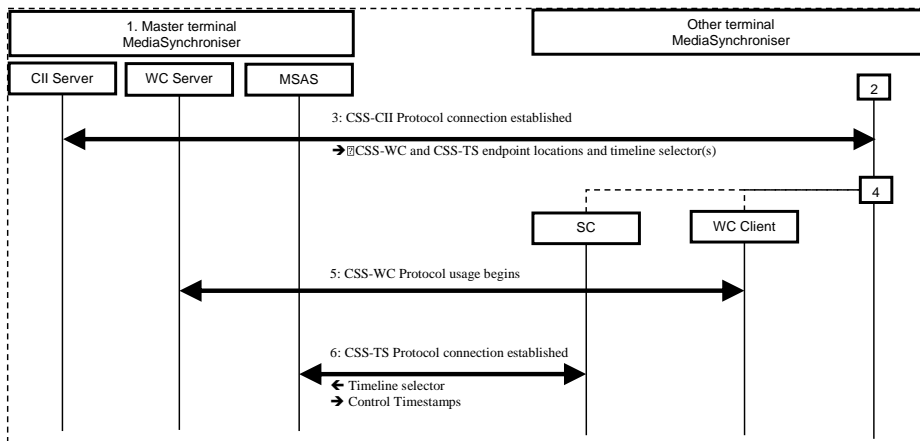 1. Master terminal
MediaSynchroniser
Other terminal
MediaSynchroniser
CII Server
WC Server
MSAS
2
3: CSS-CII Protocol connection established
➔ CSS-WC and CSS-TS endpoint locations and timeline selector(s)
4
SC
WC Client
5: CSS-WC Protocol usage begins
6: CSS-TS Protocol connection established
🡰 Timeline selector
➔ Control Timestamps